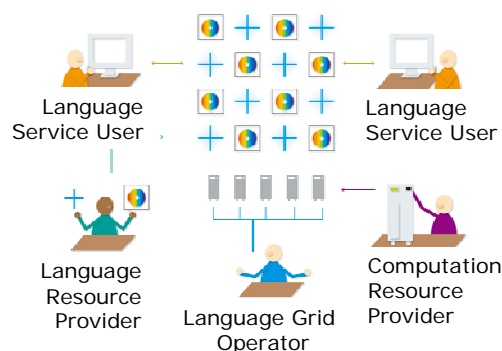 Language
Service User
Language
Service User
Language
Resource
Provider
Language Grid
Operator
Computation
Resource
Provider